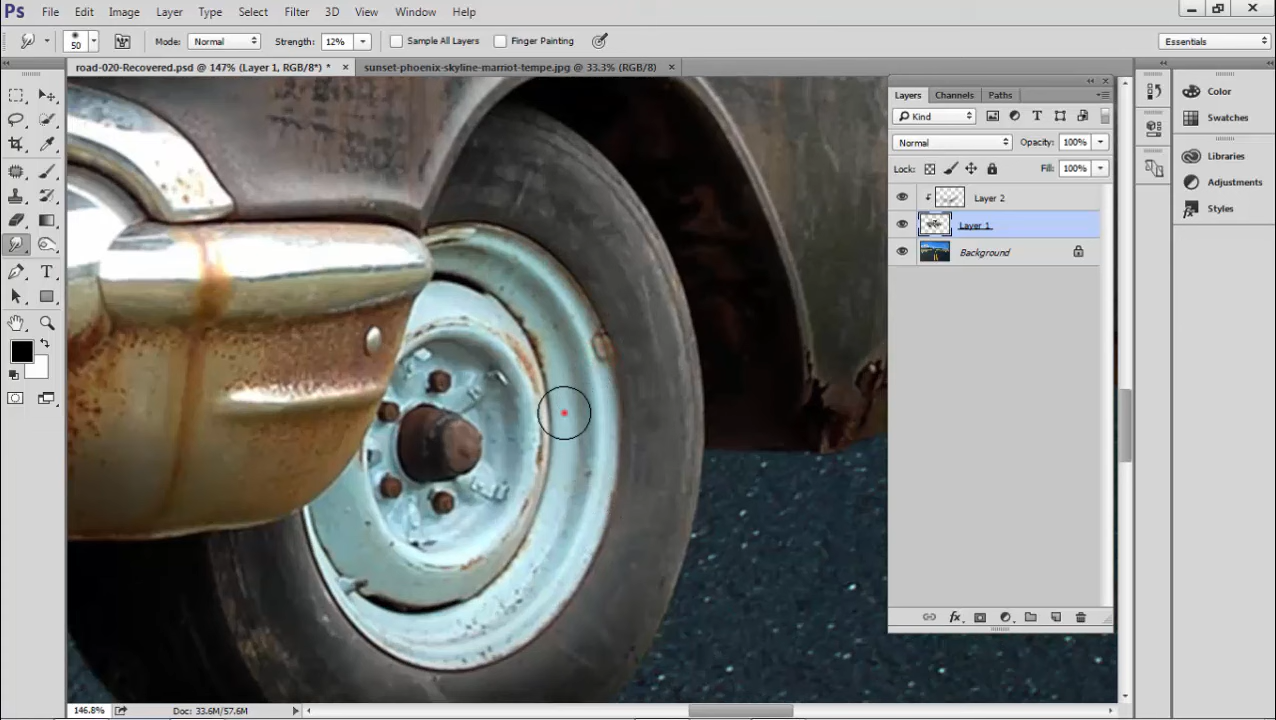 Ps File Edit Image Layer Type Select Filter 3D View Window Help
50 Mode: Normal Strength: 12% Sample All Layers Finger Painting Essentials
road-020-Recovered.psd @ 147% (Layer 1, RGB/8*) * × sunset-phoenix-skyline-marriot-tempe.jpg @ 33.3% (RGB/8) ×
Layers Channels Paths
Kind
Normal Opacity: 100%
Lock: Fill: 100%
Layer 2
Layer 1
Background
Color
Swatches
Libraries
Adjustments
Styles
146.8% Doc: 33.6M/57.6M